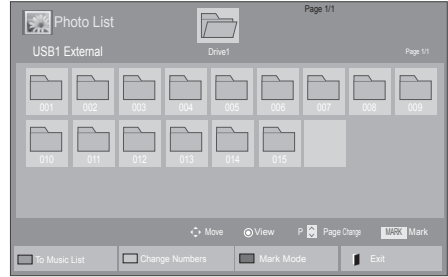 Photo List
Page 1/1
USB1 External
Drive1
Page 1/1
001 002 003 004 005 006 007 008 009
010 011 012 013 014 015
Move View P Page Change MARK Mark
To Music List Change Numbers Mark Mode Exit